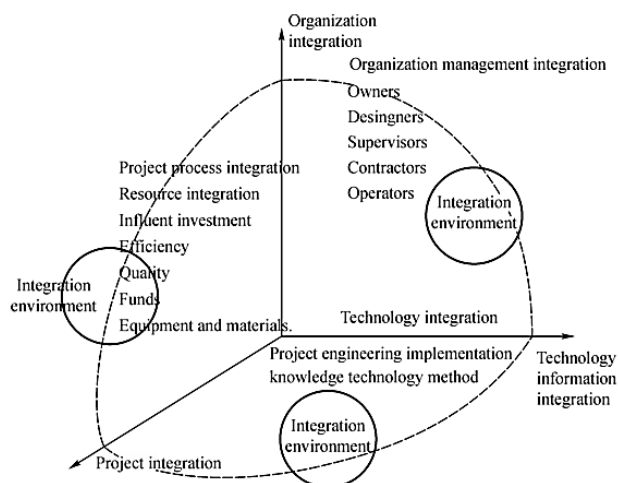 Organization
integration
Organization management integration
Owners
Desingners
Supervisors
Contractors
Operators
Project process integration
Resource integration
Influent investment
Efficiency
Quality
Funds
Equipment and materials.
Integration
environment
Integration
environment
Technology integration
Project engineering implementation
knowledge technology method
Technology
information
integration
Integration
environment
Project integration